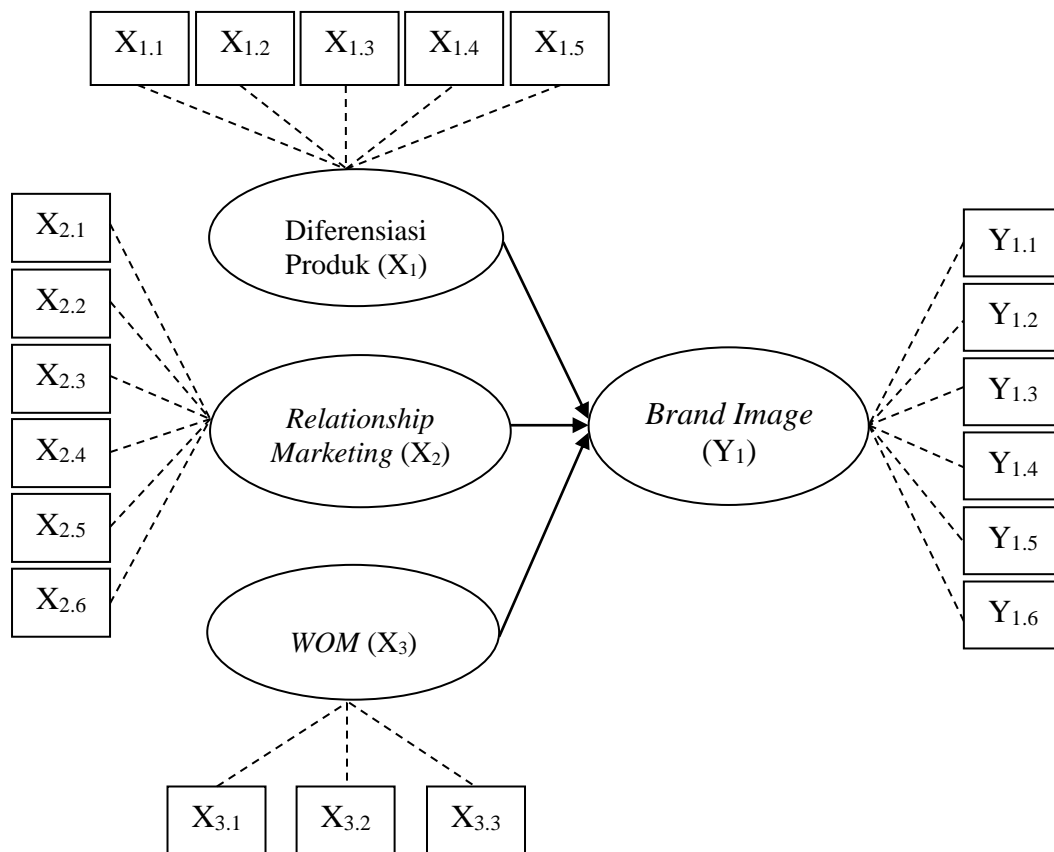 X1.1 X1.2 X1.3 X1.4 X1.5
Diferensiasi
Produk (X1)
X2.1
X2.2
X2.3
X2.4
X2.5
X2.6
Relationship
Marketing (X2)
WOM (X3)
X3.1 X3.2 X3.3
Brand Image
(Y1)
Y1.1
Y1.2
Y1.3
Y1.4
Y1.5
Y1.6